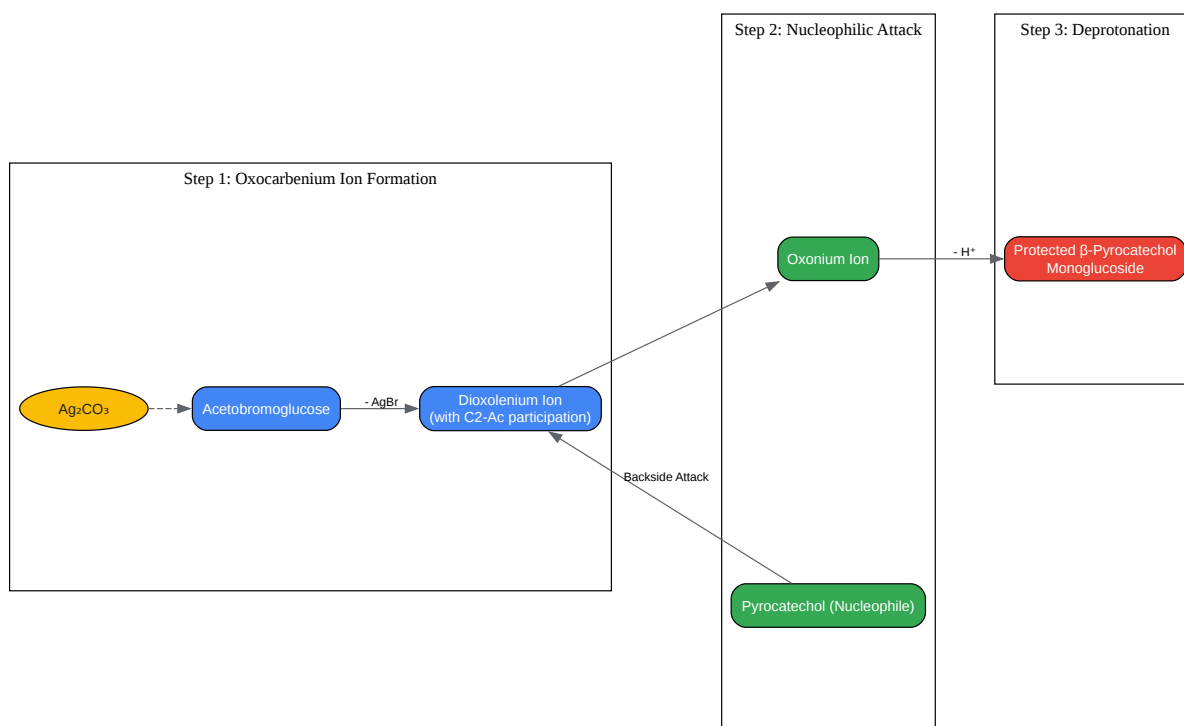 Step 2: Nucleophilic Attack
Step 3: Deprotonation
Step 1: Oxocarbenium Ion Formation
Oxonium Ion
- H⁺
Protected β-Pyrocatechol
Monoglucoside
Ag₂CO₃
Acetobromoglucose
- AgBr
Dioxolenium Ion
(with C2-Ac participation)
Backside Attack
Pyrocatechol (Nucleophile)